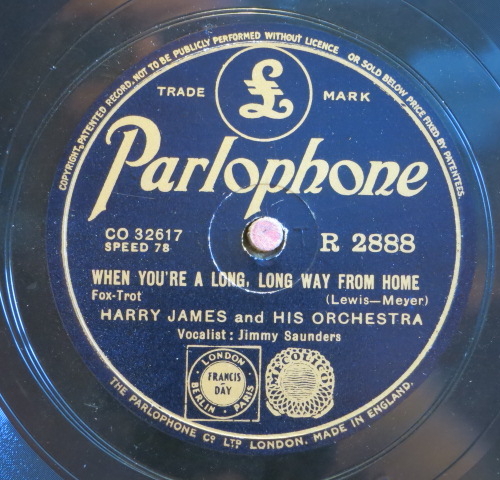 COPYRIGHT, PATENTED RECORD, NOT TO BE PUBLICLY PERFORMED WITHOUT LICENCE OR SOLD BELOW PRICE FIXED BY PATENTEES.
TRADE £ MARK
Parlophone
CO 32617
SPEED 78
R 2888
WHEN YOU'RE A LONG, LONG WAY FROM HOME
Fox-Trot (Lewis—Meyer)
HARRY JAMES and HIS ORCHESTRA
Vocalist: Jimmy Saunders
LONDON
FRANCIS
DAY
BERLIN · PARIS
MECOLICO
THE PARLOPHONE CO LTD LONDON. MADE IN ENGLAND.